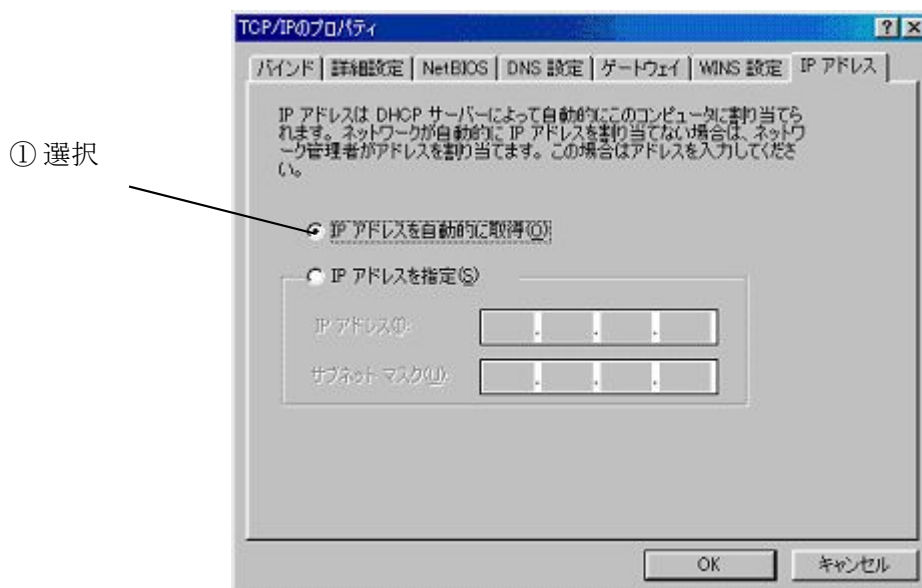 TCP/IPのプロパティ
バインド 詳細設定 NetBIOS DNS 設定 ゲートウェイ WINS 設定 IP アドレス
IP アドレスは DHCP サーバーによって自動的にこのコンピュータに割り当てら
れます。ネットワークが自動的に IP アドレスを割り当てない場合は、ネットワ
ーク管理者がアドレスを割り当てます。この場合はアドレスを入力してくださ
い。
① 選択
IP アドレスを自動的に取得(O)
IP アドレスを指定(S)
IP アドレス(I):
サブネット マスク(U):
OK キャンセル